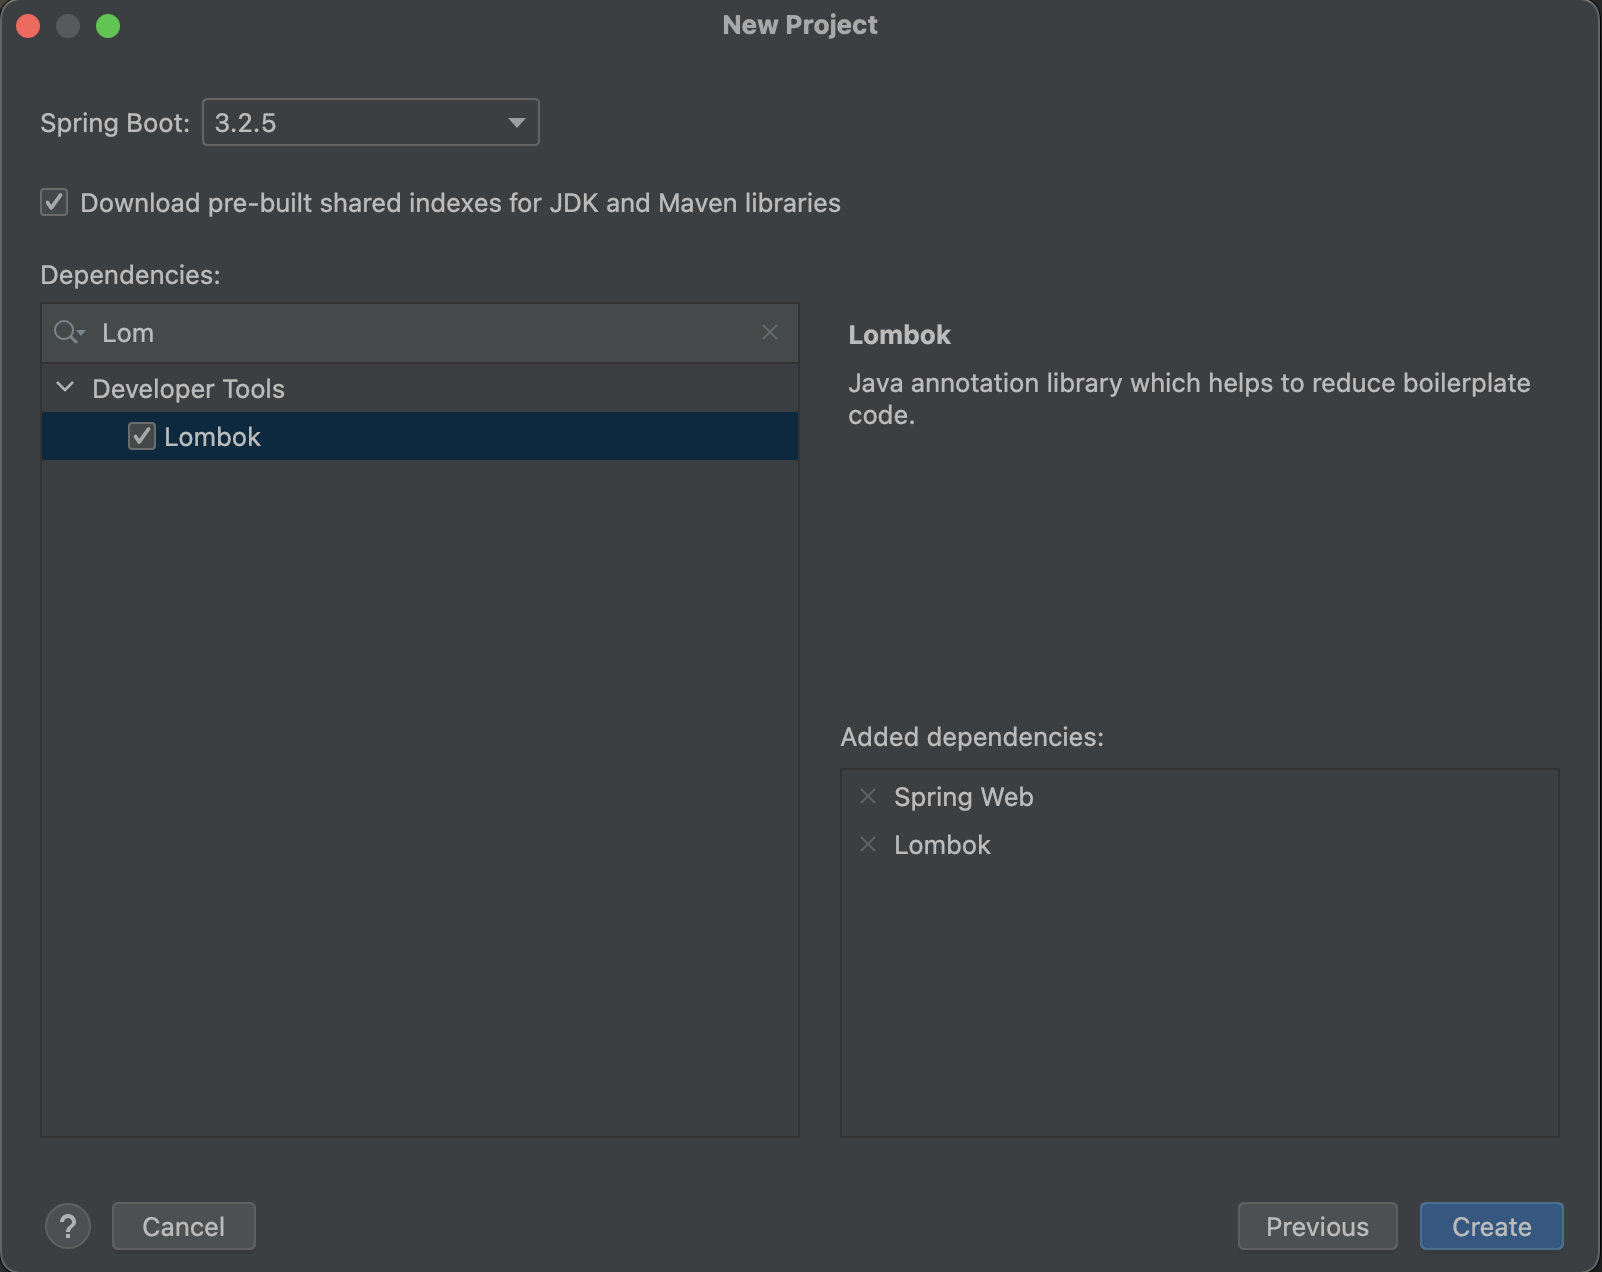 New Project
Spring Boot: 3.2.5
Download pre-built shared indexes for JDK and Maven libraries
Dependencies:
Lom
Developer Tools
Lombok
Lombok
Java annotation library which helps to reduce boilerplate
code.
Added dependencies:
Spring Web
Lombok
? Cancel Previous Create